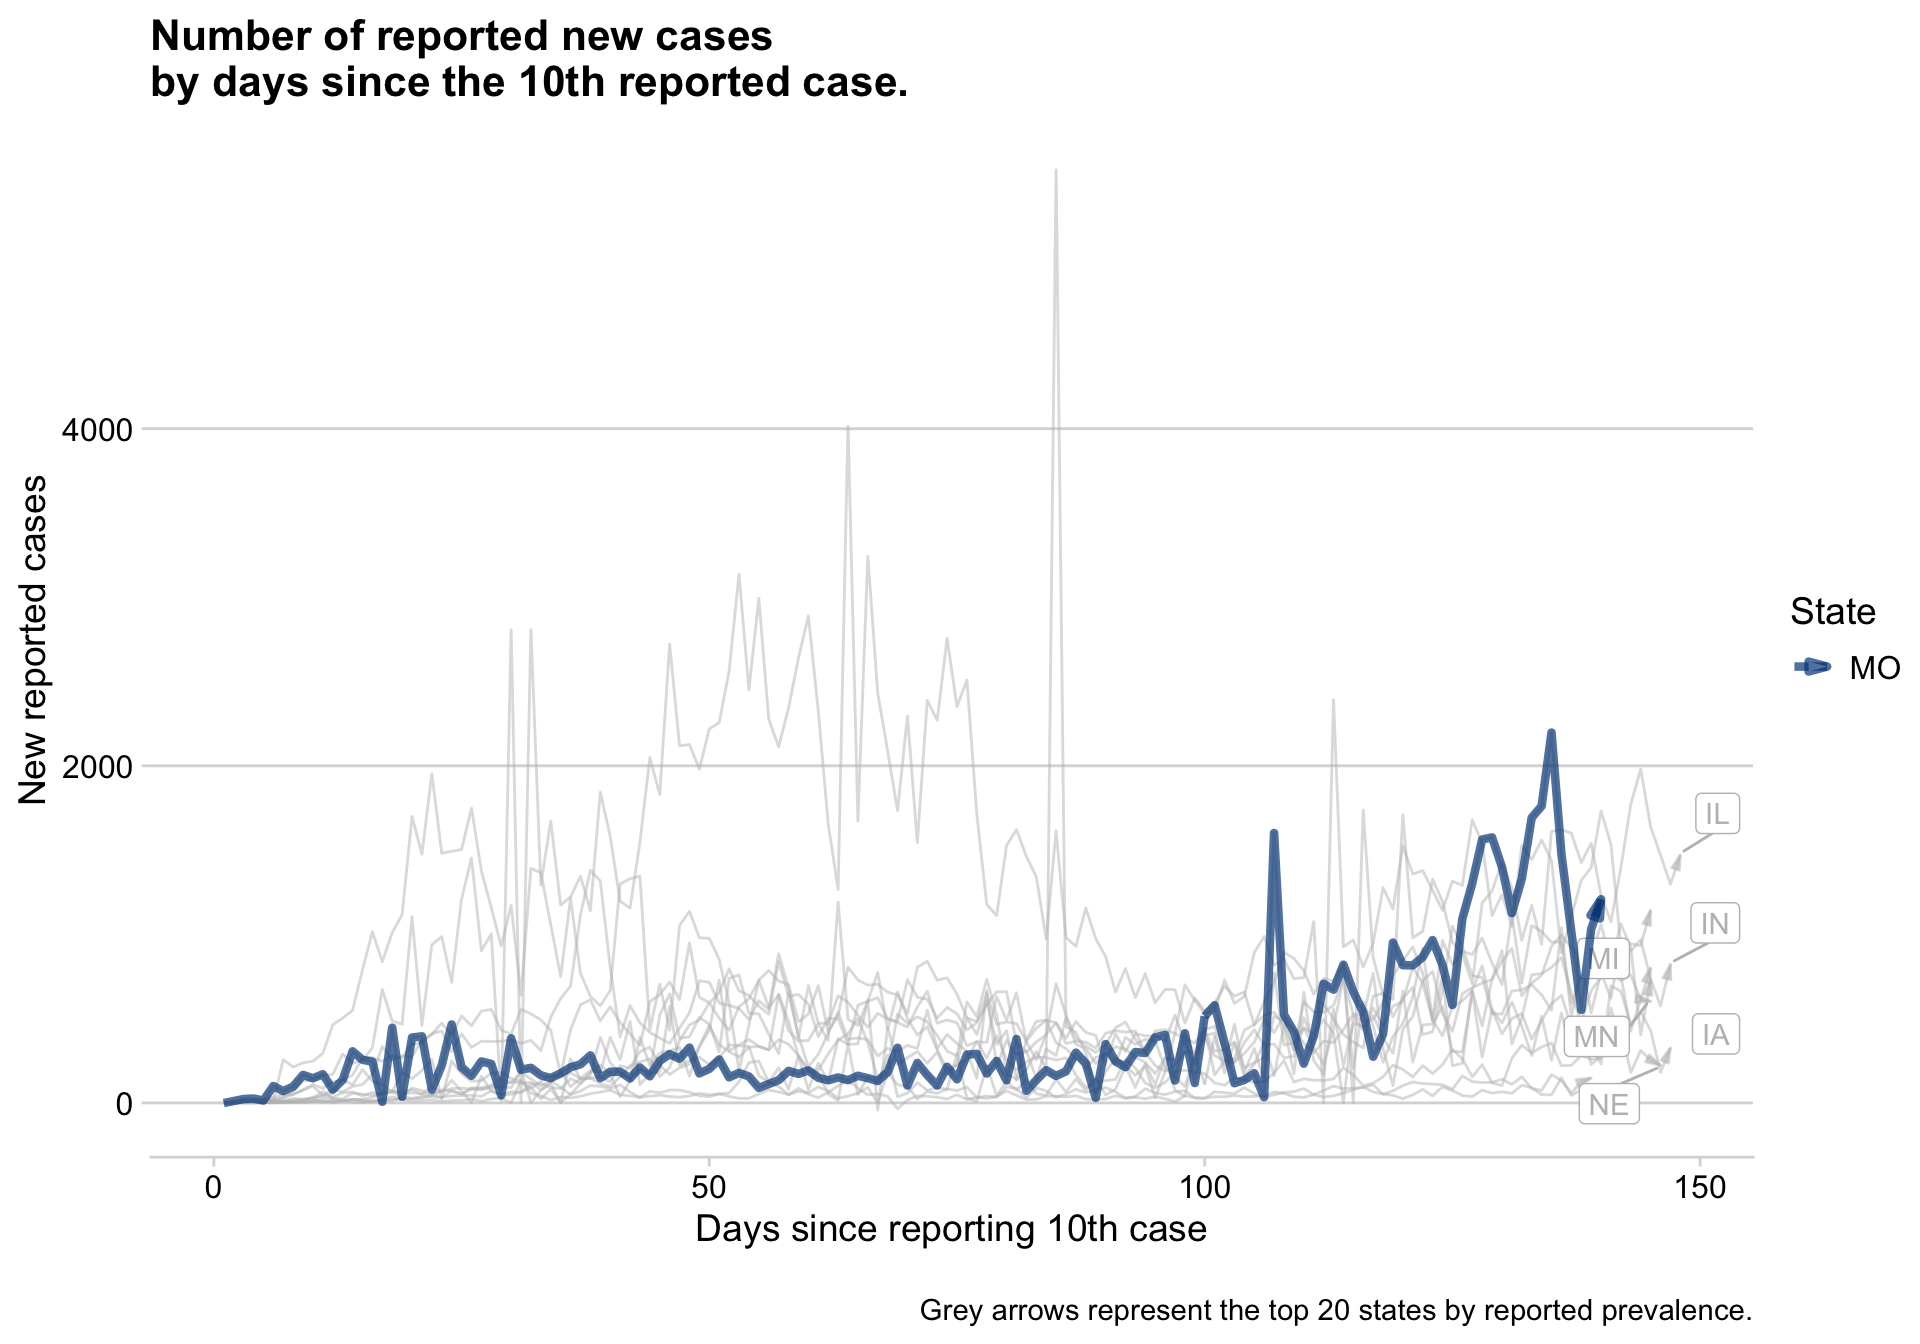 Number of reported new cases
by days since the 10th reported case.
New reported cases
4000
2000
0
IL
IN
MI
MN
IA
NE
State
MO
0
50
100
150
Days since reporting 10th case
Grey arrows represent the top 20 states by reported prevalence.